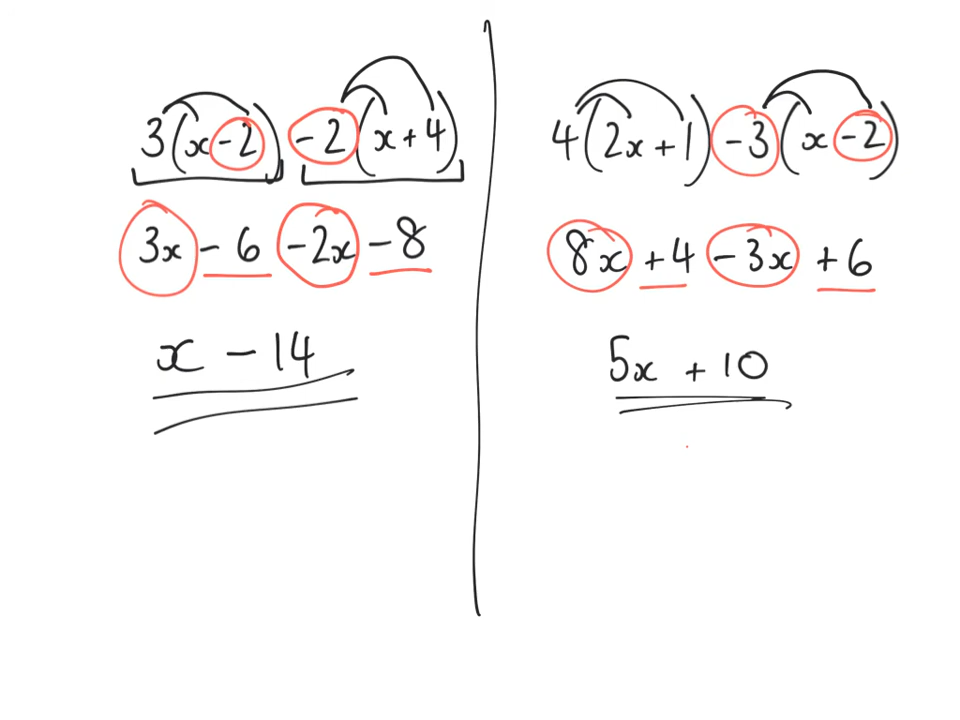 3(x-2) -2(x+4)
3x - 6 -2x - 8
x - 14
4(2x+1) -3(x-2)
8x +4 -3x +6
5x + 10